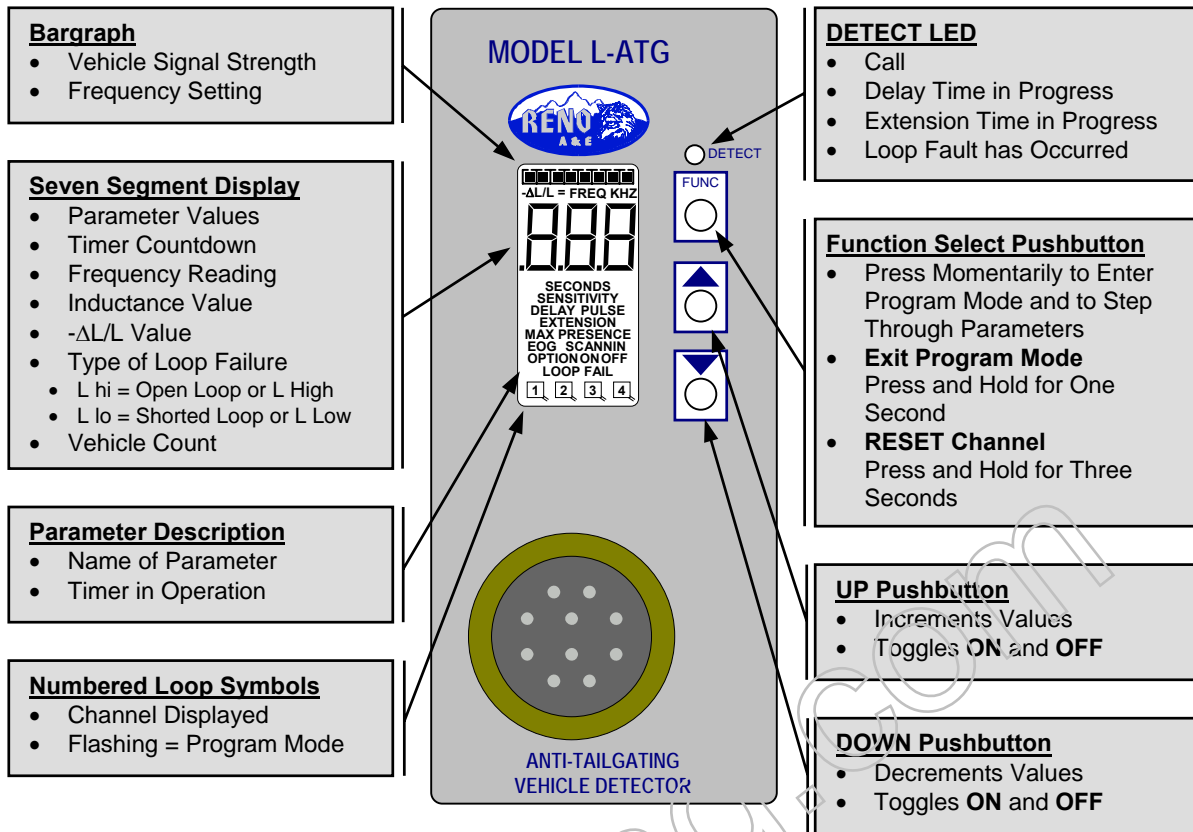 Bargraph
• Vehicle Signal Strength
• Frequency Setting
Seven Segment Display
• Parameter Values
• Timer Countdown
• Frequency Reading
• Inductance Value
• -ΔL/L Value
• Type of Loop Failure
• L hi = Open Loop or L High
• L lo = Shorted Loop or L Low
• Vehicle Count
Parameter Description
• Name of Parameter
• Timer in Operation
Numbered Loop Symbols
• Channel Displayed
• Flashing = Program Mode
MODEL L-ATG
RENO
A & E
DETECT
-ΔL/L = FREQ KHZ
.8.8.8
SECONDS
SENSITIVITY
DELAY PULSE
EXTENSION
MAX PRESENCE
EOG SCANNIN
OPTION ON OFF
LOOP FAIL
1 2 3 4
FUNC
ANTI-TAILGATING
VEHICLE DETECTOR
DETECT LED
• Call
• Delay Time in Progress
• Extension Time in Progress
• Loop Fault has Occurred
Function Select Pushbutton
• Press Momentarily to Enter
Program Mode and to Step
Through Parameters
• Exit Program Mode
Press and Hold for One
Second
• RESET Channel
Press and Hold for Three
Seconds
UP Pushbutton
• Increments Values
• Toggles ON and OFF
DOWN Pushbutton
• Decrements Values
• Toggles ON and OFF